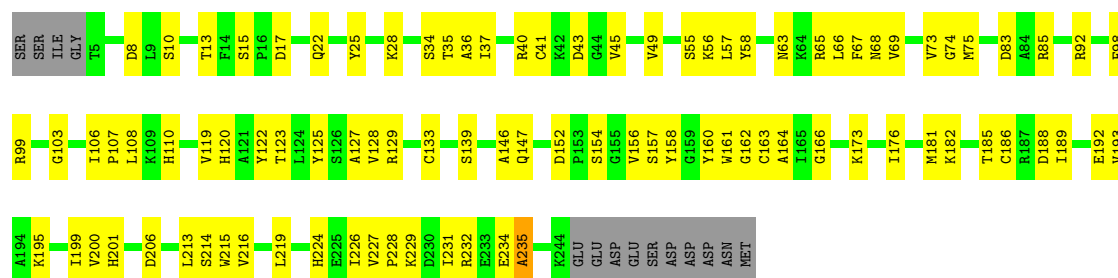 SER SER ILE GLY T5 D8 L9 S10 T13 F14 S15 P16 D17 Q22 Y25 K28 S34 T35 A36 I37 R40 C41 K42 D43 G44 V45 V49 S55 K56 L57 Y58 N63 K64 R65 L66 F67 N68 V69 V73 G74 M75 D83 A84 R85 R92
R99 G103 I106 P107 L108 K109 H110 V119 H120 A121 Y122 T123 L124 Y125 S126 A127 V128 R129 C133 S139 A146 Q147 D152 P153 S154 G155 V156 S157 Y158 G159 Y160 W161 G162 C163 A164 I165 G166 K173 I176 M181 K182 T185 C186 R187 D188 I189 E192
A194 K195 I199 V200 H201 D206 L213 S214 W215 V216 L219 H224 E225 I226 V227 P228 K229 D230 I231 R232 E233 E234 A235 K244 GLU GLU ASP GLU SER ASP ASP ASP ASN MET